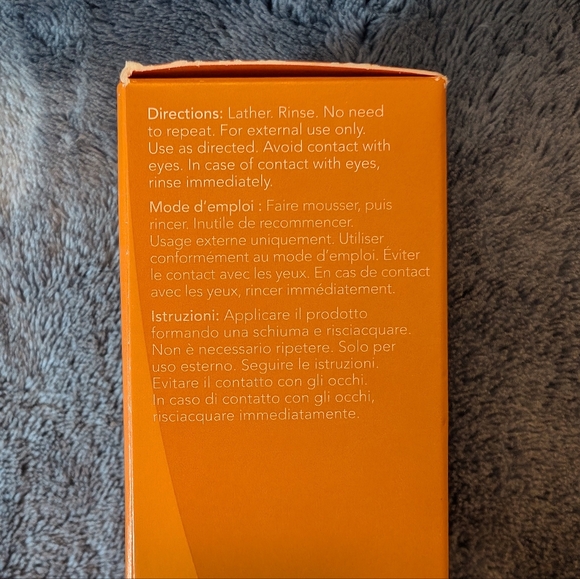 Directions: Lather. Rinse. No need
to repeat. For external use only.
Use as directed. Avoid contact with
eyes. In case of contact with eyes,
rinse immediately.
Mode d'emploi : Faire mousser, puis
rincer. Inutile de recommencer.
Usage externe uniquement. Utiliser
conformément au mode d'emploi. Éviter
le contact avec les yeux. En cas de contact
avec les yeux, rincer immédiatement.
Istruzioni: Applicare il prodotto
formando una schiuma e risciacquare.
Non è necessario ripetere. Solo per
uso esterno. Seguire le istruzioni.
Evitare il contatto con gli occhi.
In caso di contatto con gli occhi,
risciacquare immediatamente.